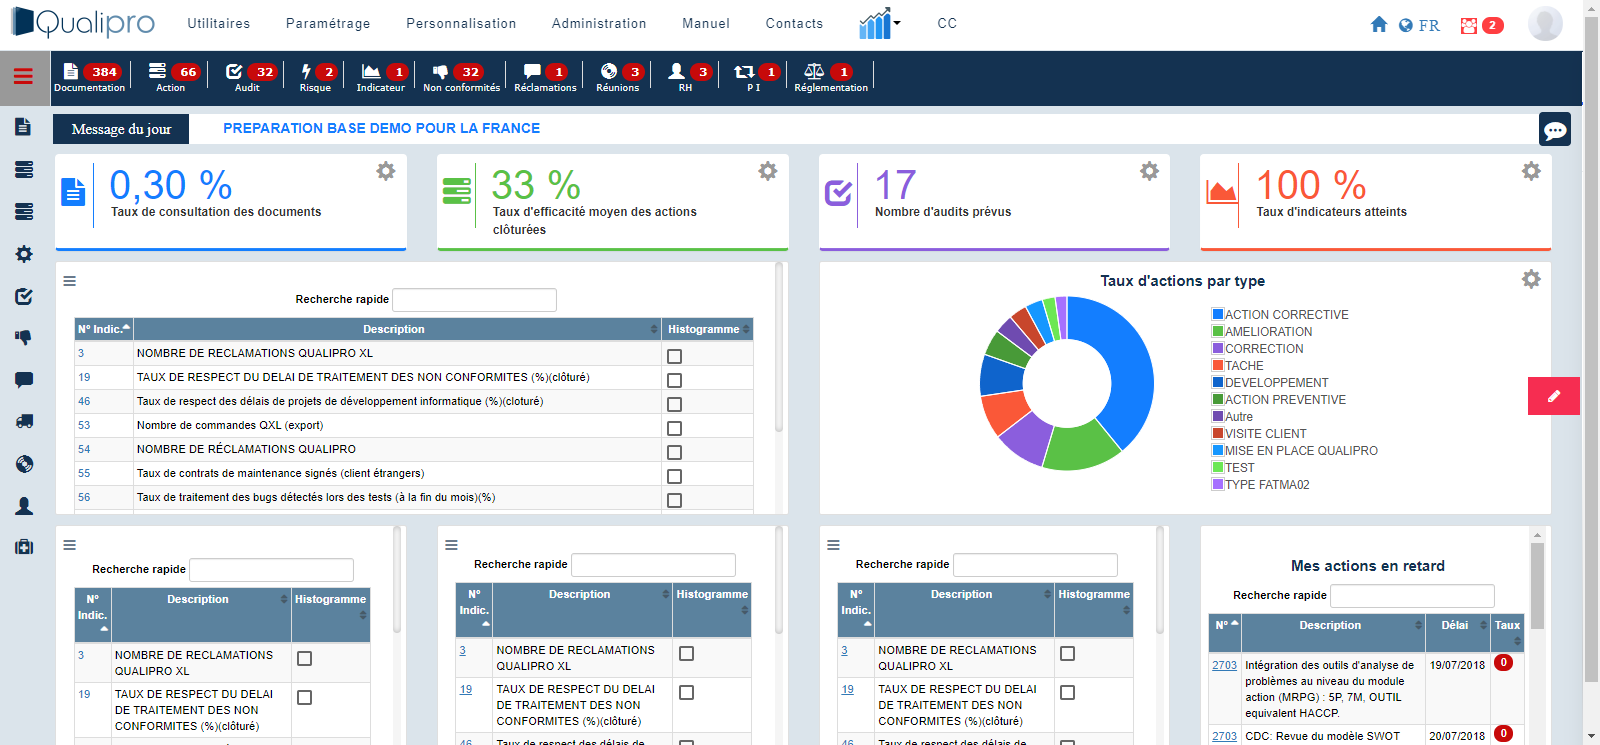 Qualipro
Utilitaires Paramétrage Personnalisation Administration Manuel Contacts CC
FR 2
384 66 32 2 1 32 1 3 3 1 1
Documentation Action Audit Risque Indicateur Non conformités Réclamations Réunions RH P I Réglementation
Message du jour PREPARATION BASE DEMO POUR LA FRANCE
0,30 %
Taux de consultation des documents
33 %
Taux d'efficacité moyen des actions
clôturées
17
Nombre d'audits prévus
100 %
Taux d'indicateurs atteints
Recherche rapide
N° Indic. Description Histogramme
3 NOMBRE DE RECLAMATIONS QUALIPRO XL
19 TAUX DE RESPECT DU DELAI DE TRAITEMENT DES NON CONFORMITES (%)(clôturé)
46 Taux de respect des délais de projets de développement informatique (%)(cloturé)
53 Nombre de commandes QXL (export)
54 NOMBRE DE RÉCLAMATIONS QUALIPRO
55 Taux de contrats de maintenance signés (client étrangers)
56 Taux de traitement des bugs détectés lors des tests (à la fin du mois)(%)
Taux d'actions par type
ACTION CORRECTIVE
AMELIORATION
CORRECTION
TACHE
DEVELOPPEMENT
ACTION PREVENTIVE
Autre
VISITE CLIENT
MISE EN PLACE QUALIPRO
TEST
TYPE FATMA02
Recherche rapide
N° Description Histogramme
Indic.
3 NOMBRE DE RECLAMATIONS
QUALIPRO XL
19 TAUX DE RESPECT DU DELAI
DE TRAITEMENT DES NON
CONFORMITES (%)(clôturé)
Recherche rapide
N° Description Histogramme
Indic.
3 NOMBRE DE RECLAMATIONS
QUALIPRO XL
19 TAUX DE RESPECT DU DELAI
DE TRAITEMENT DES NON
CONFORMITES (%)(clôturé)
46 Taux de respect des délais de
Recherche rapide
N° Description Histogramme
Indic.
3 NOMBRE DE RECLAMATIONS
QUALIPRO XL
19 TAUX DE RESPECT DU DELAI
DE TRAITEMENT DES NON
CONFORMITES (%)(clôturé)
46 Taux de respect des délais de
Mes actions en retard
Recherche rapide
N° Description Délai Taux
2703 Intégration des outils d'analyse de 19/07/2018 0
problèmes au niveau du module
action (MRPG) : 5P, 7M, OUTIL
equivalent HACCP.
2703 CDC: Revue du modèle SWOT 20/07/2018 0